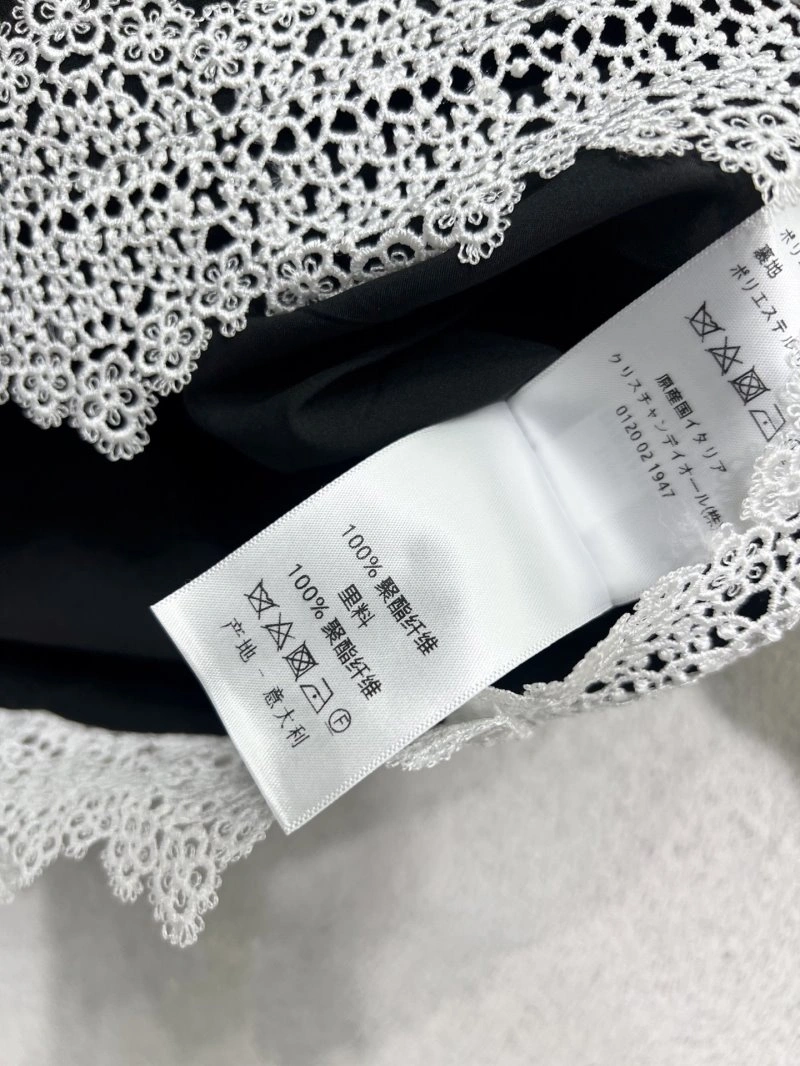 100% 聚酯纤维
里料
100% 聚酯纤维
F
产地 - 意大利
裏地
ポリエステル
原産国イタリア
クリスチャンディオール(株)
0120021947